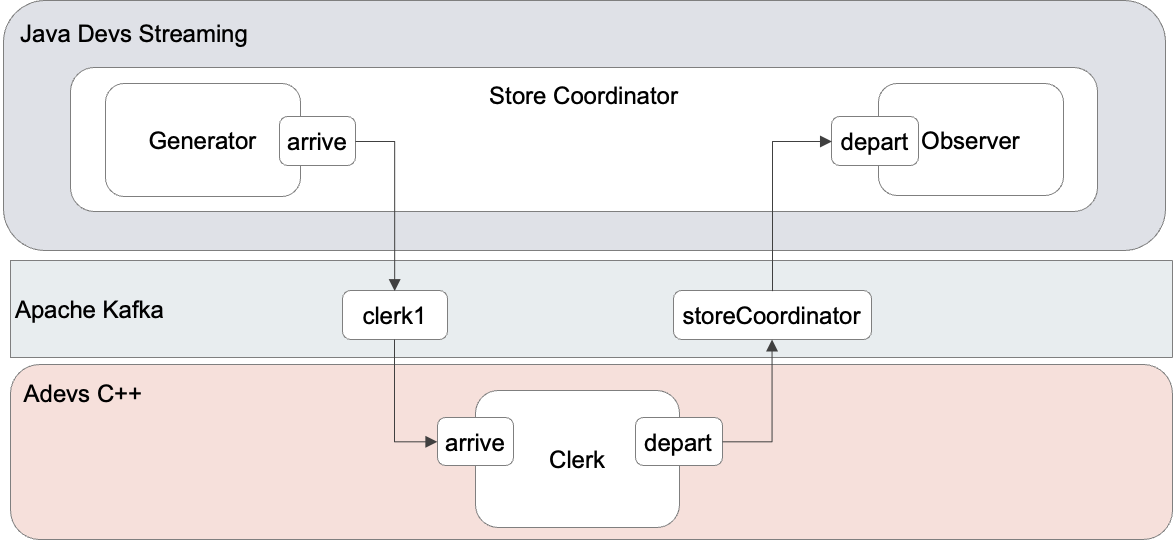 Java Devs Streaming
Store Coordinator
Generator
arrive
depart
Observer
Apache Kafka
clerk1
storeCoordinator
Adevs C++
arrive
Clerk
depart